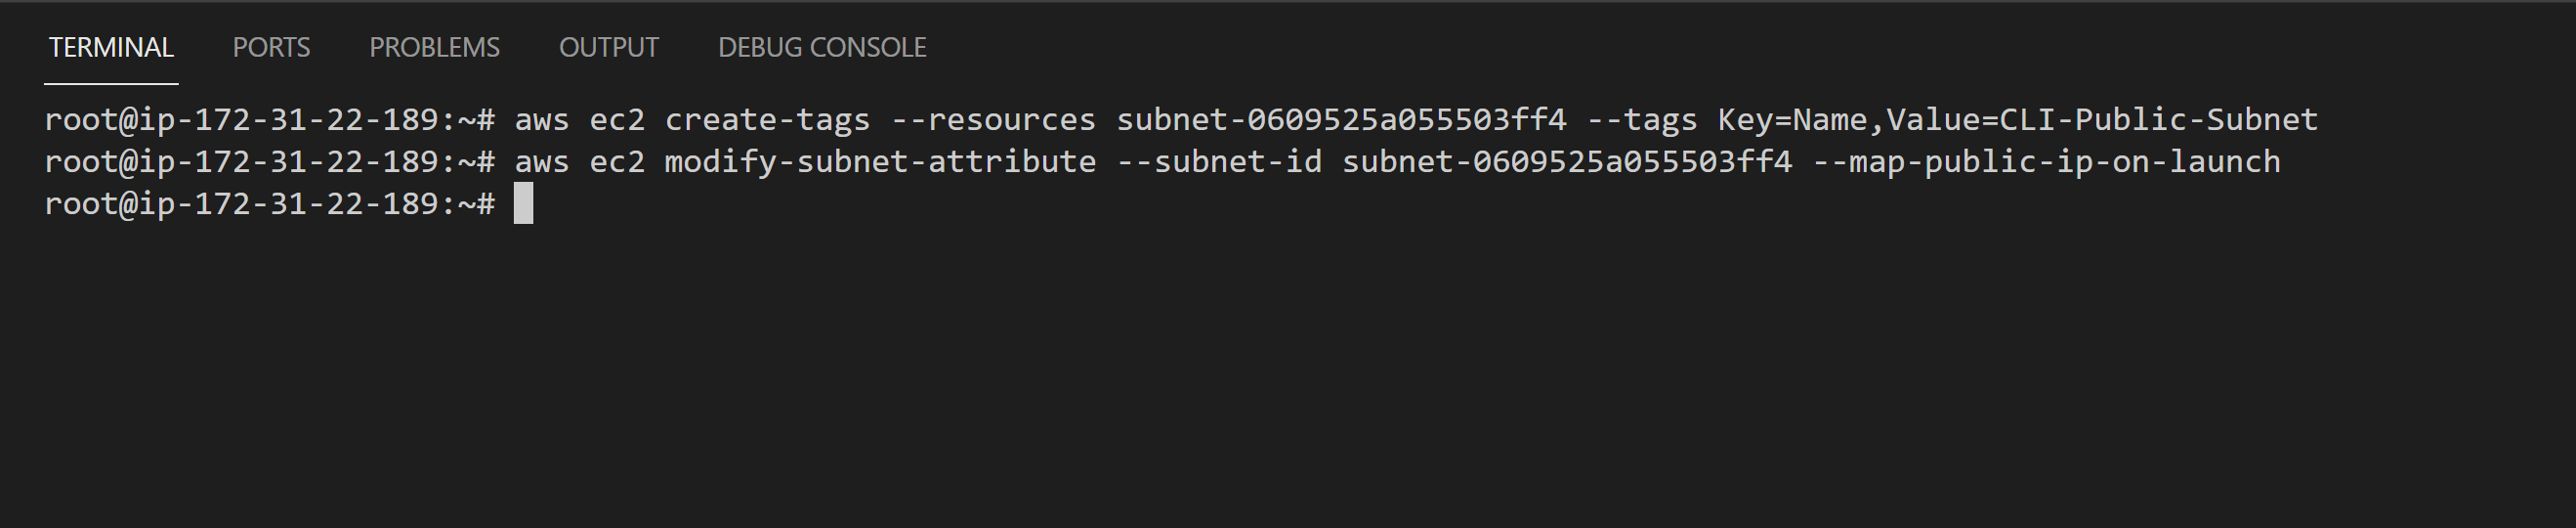 TERMINAL PORTS PROBLEMS OUTPUT DEBUG CONSOLE
root@ip-172-31-22-189:~# aws ec2 create-tags --resources subnet-0609525a055503ff4 --tags Key=Name,Value=CLI-Public-Subnet
root@ip-172-31-22-189:~# aws ec2 modify-subnet-attribute --subnet-id subnet-0609525a055503ff4 --map-public-ip-on-launch
root@ip-172-31-22-189:~#